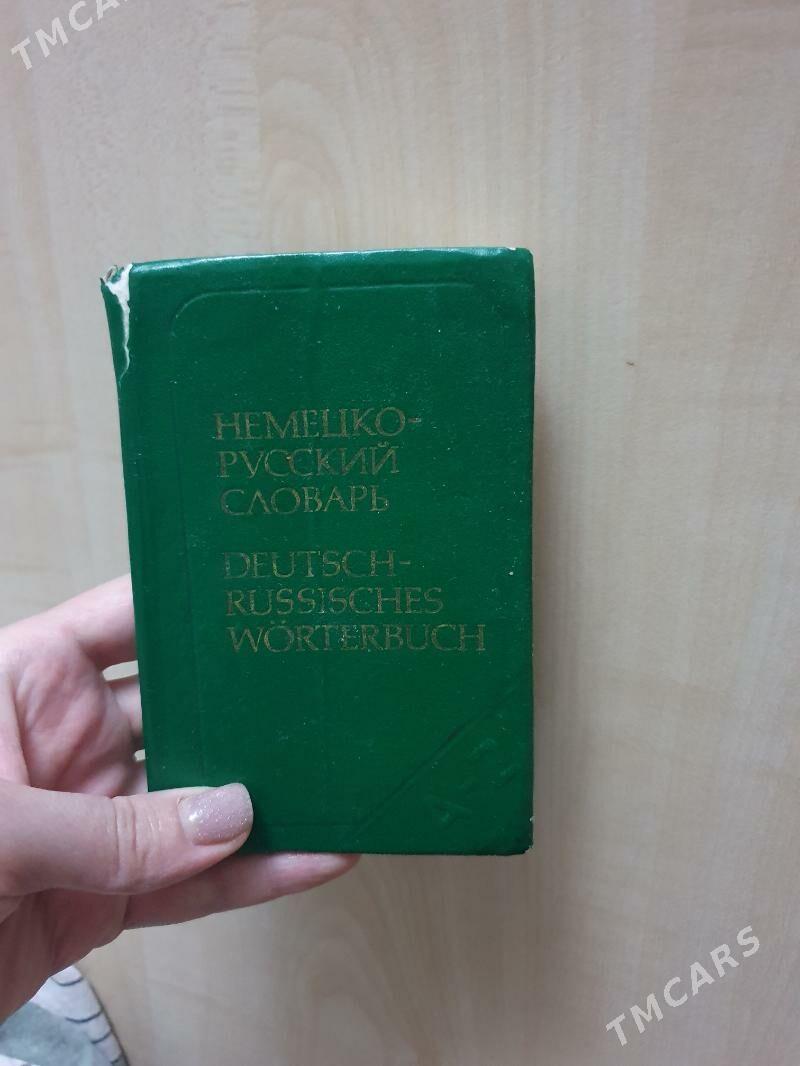 TMCARS
НЕМЕЦКО-
РУССКИЙ
СЛОВАРЬ
DEUTSCH-
RUSSISCHES
WÖRTERBUCH
A-Z
TMCARS